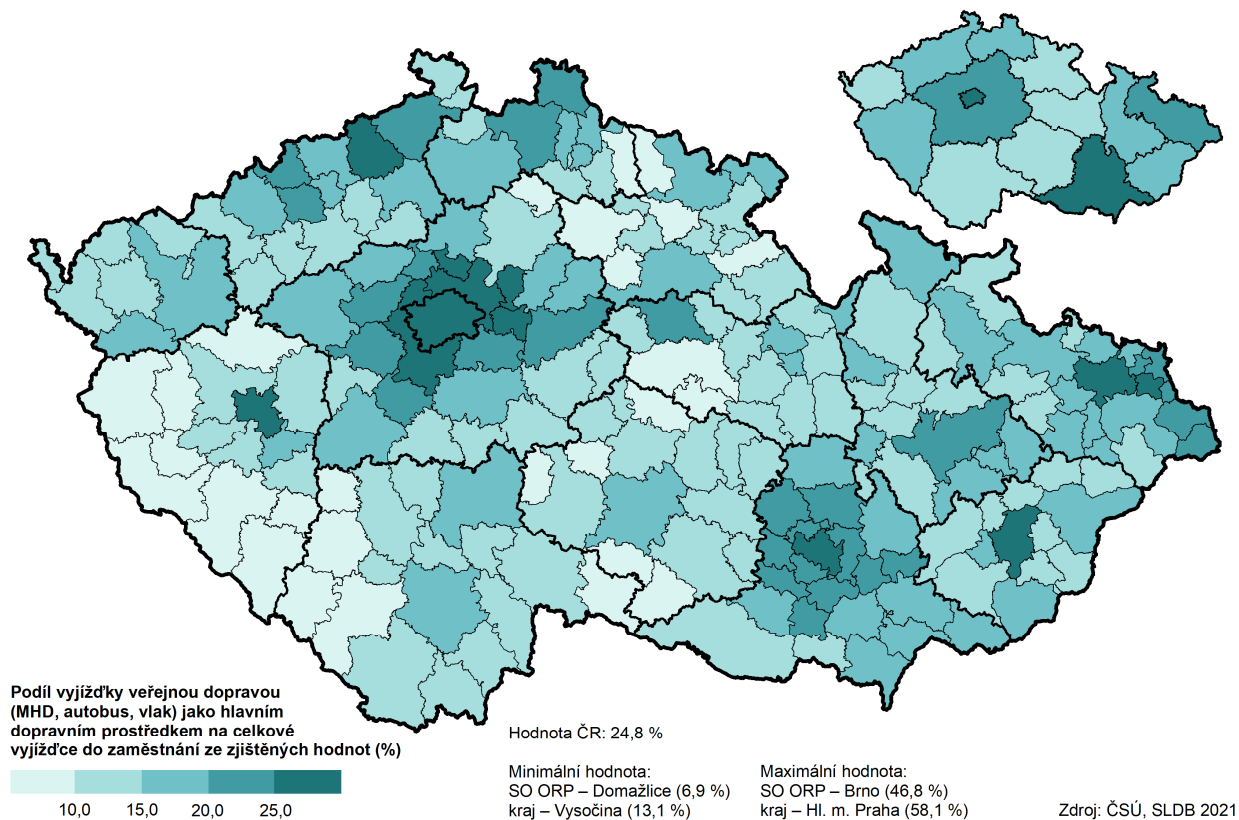 Podíl vyjížďky veřejnou dopravou
(MHD, autobus, vlak) jako hlavním
dopravním prostředkem na celkové
vyjížďce do zaměstnání ze zjištěných hodnot (%)
10,0 15,0 20,0 25,0
Hodnota ČR: 24,8 %
Minimální hodnota:
SO ORP – Domažlice (6,9 %)
kraj – Vysočina (13,1 %)
Maximální hodnota:
SO ORP – Brno (46,8 %)
kraj – Hl. m. Praha (58,1 %)
Zdroj: ČSÚ, SLDB 2021